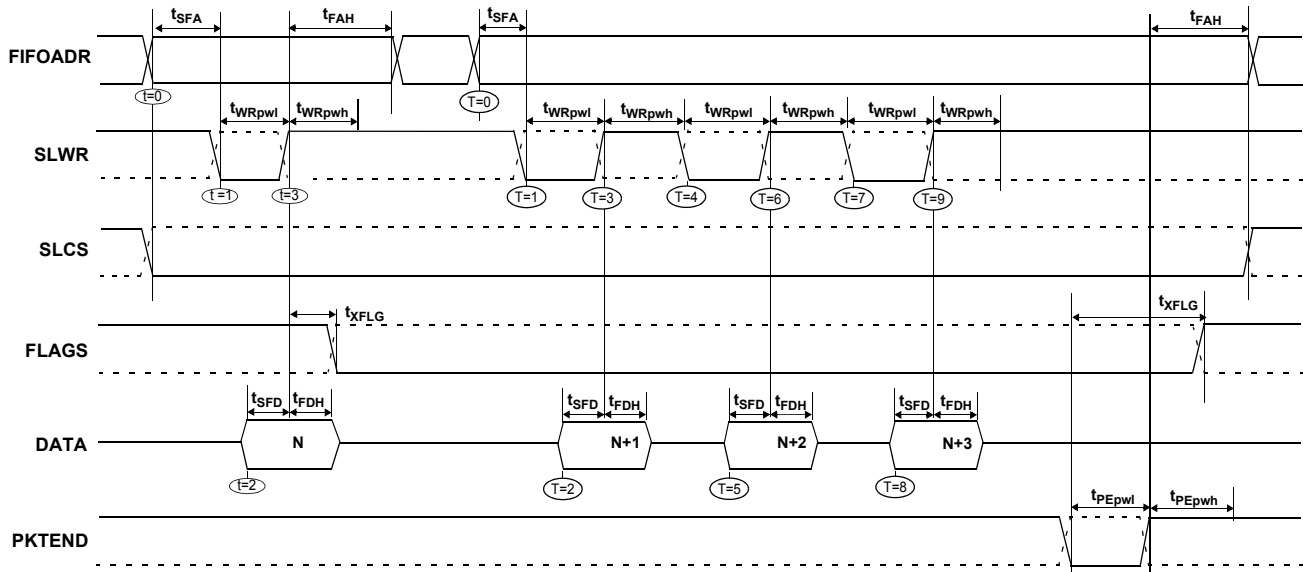 tSFA tFAH tSFA tFAH
FIFOADR
t=0 T=0
tWRpwl tWRpwh tWRpwl tWRpwh tWRpwl tWRpwh tWRpwl tWRpwh
SLWR
t =1 t=3 T=1 T=3 T=4 T=6 T=7 T=9
SLCS
tXFLG tXFLG
FLAGS
tSFD tFDH tSFD tFDH tSFD tFDH tSFD tFDH
DATA N N+1 N+2 N+3
t=2 T=2 T=5 T=8
tPEpwl tPEpwh
PKTEND